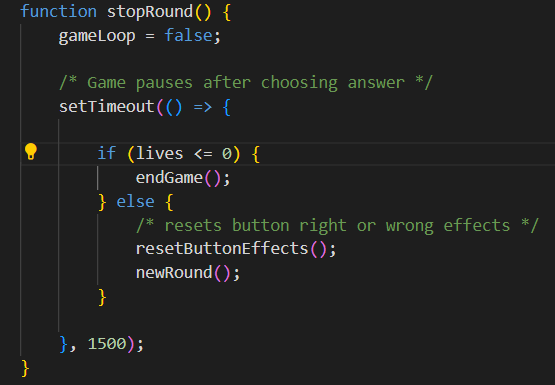 function stopRound() {
gameLoop = false;
/* Game pauses after choosing answer */
setTimeout(() => {
if (lives <= 0) {
endGame();
} else {
/* resets button right or wrong effects */
resetButtonEffects();
newRound();
}
}, 1500);
}